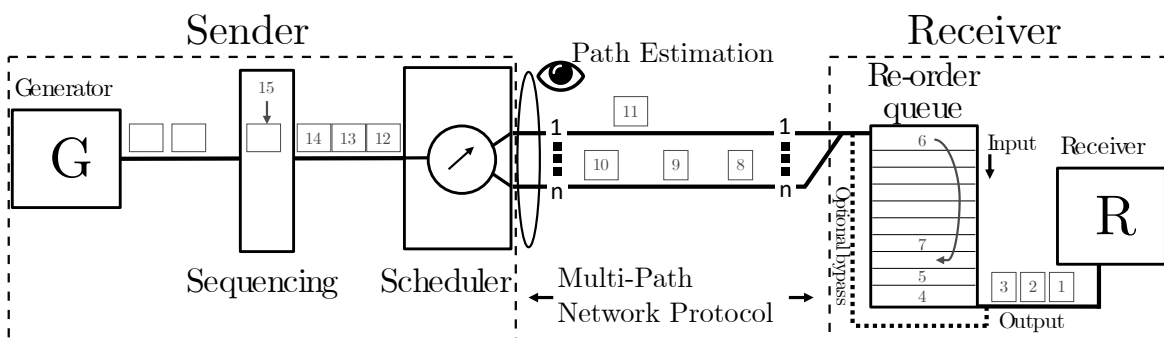 Sender
Receiver
Generator
G
15
14 13 12
Sequencing
Scheduler
Path Estimation
1
n
11
10 9 8
1
n
Multi-Path
Network Protocol
Re-order
queue
6
7
5
4
Input
Optional bypass
Receiver
R
3 2 1
Output